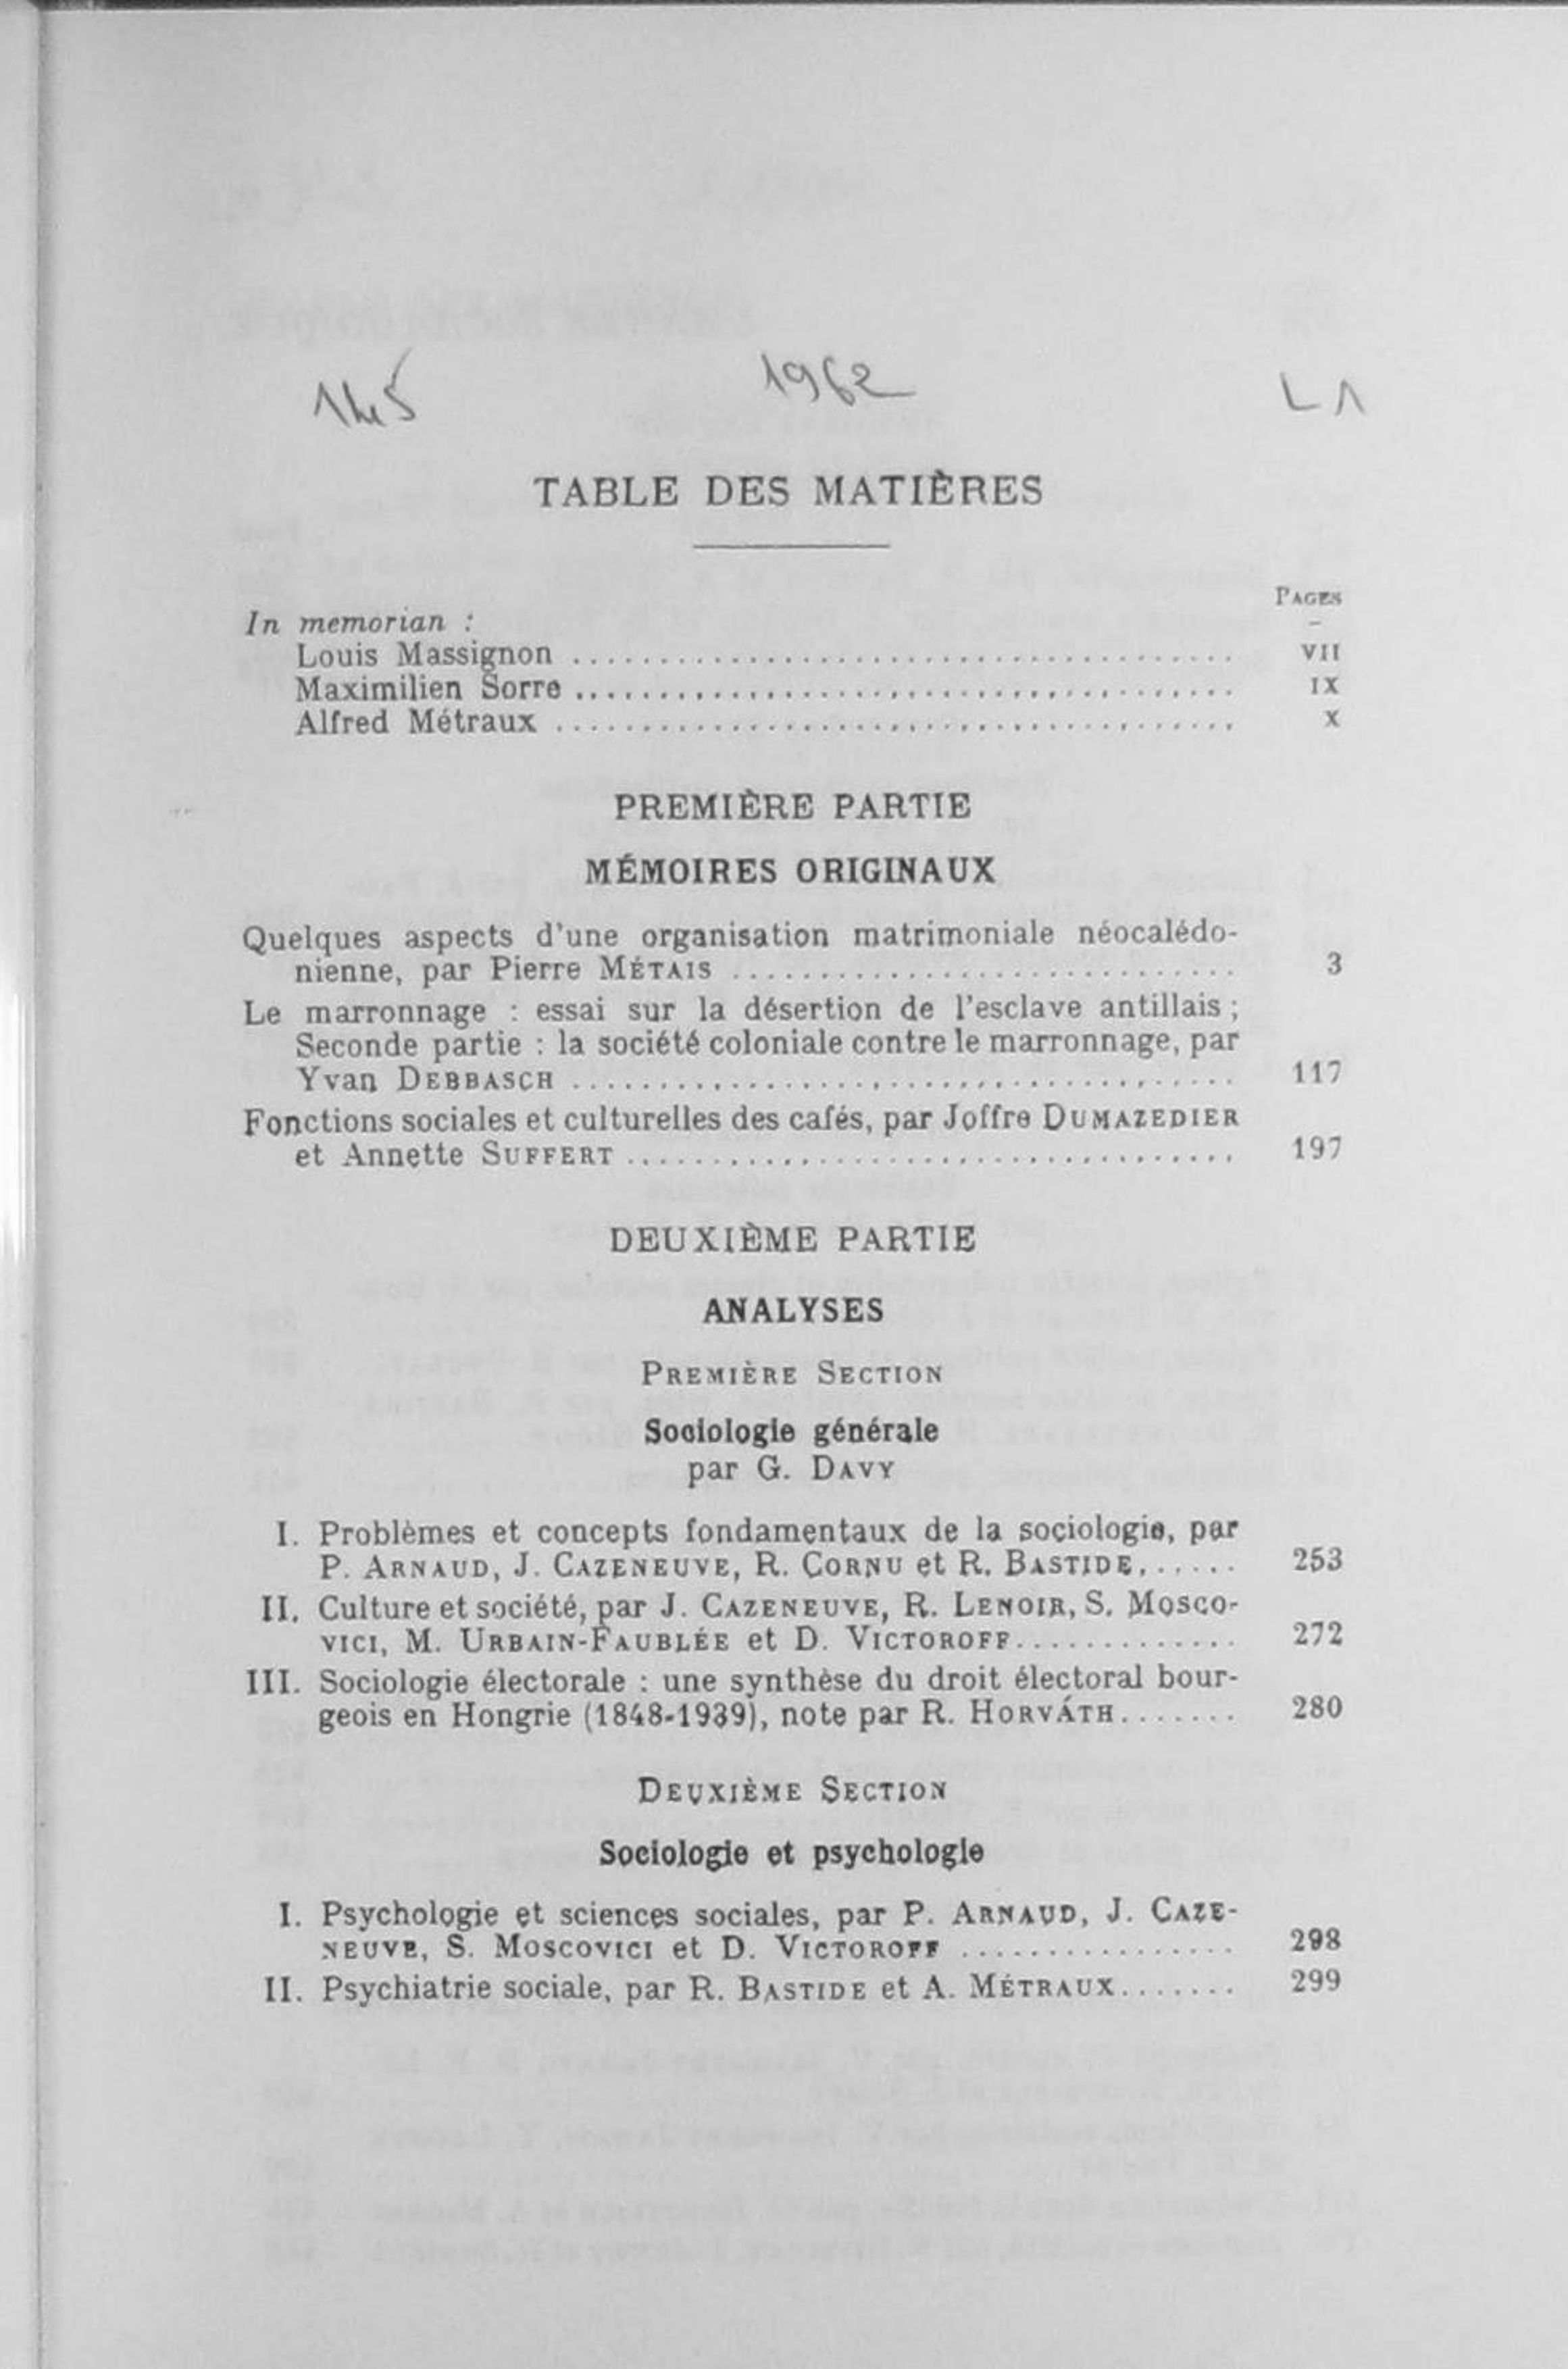 145 1962 L1
TABLE DES MATIÈRES
PAGES
In memorian :
Louis Massignon ........................................ VII
Maximilien Sorre ........................................ IX
Alfred Métraux ........................................ X
PREMIÈRE PARTIE
MÉMOIRES ORIGINAUX
Quelques aspects d'une organisation matrimoniale néocalédo-
nienne, par Pierre MÉTAIS .............................. 3
Le marronnage : essai sur la désertion de l'esclave antillais ;
Seconde partie : la société coloniale contre le marronnage, par
Yvan DEBBASCH ........................................ 117
Fonctions sociales et culturelles des cafés, par Joffre DUMAZEDIER
et Annette SUFFERT .................................... 197
DEUXIÈME PARTIE
ANALYSES
PREMIÈRE SECTION
Sociologie générale
par G. DAVY
I. Problèmes et concepts fondamentaux de la sociologie, par
P. ARNAUD, J. CAZENEUVE, R. CORNU et R. BASTIDE....... 253
II. Culture et société, par J. CAZENEUVE, R. LENOIR, S. MOSCO-
VICI, M. URBAIN-FAUBLÉE et D. VICTOROFF............. 272
III. Sociologie électorale : une synthèse du droit électoral bour-
geois en Hongrie (1848-1939), note par R. HORVÁTH....... 280
DEUXIÈME SECTION
Sociologie et psychologie
I. Psychologie et sciences sociales, par P. ARNAUD, J. CAZE-
NEUVE, S. MOSCOVICI et D. VICTOROFF ................ 298
II. Psychiatrie sociale, par R. BASTIDE et A. MÉTRAUX....... 299